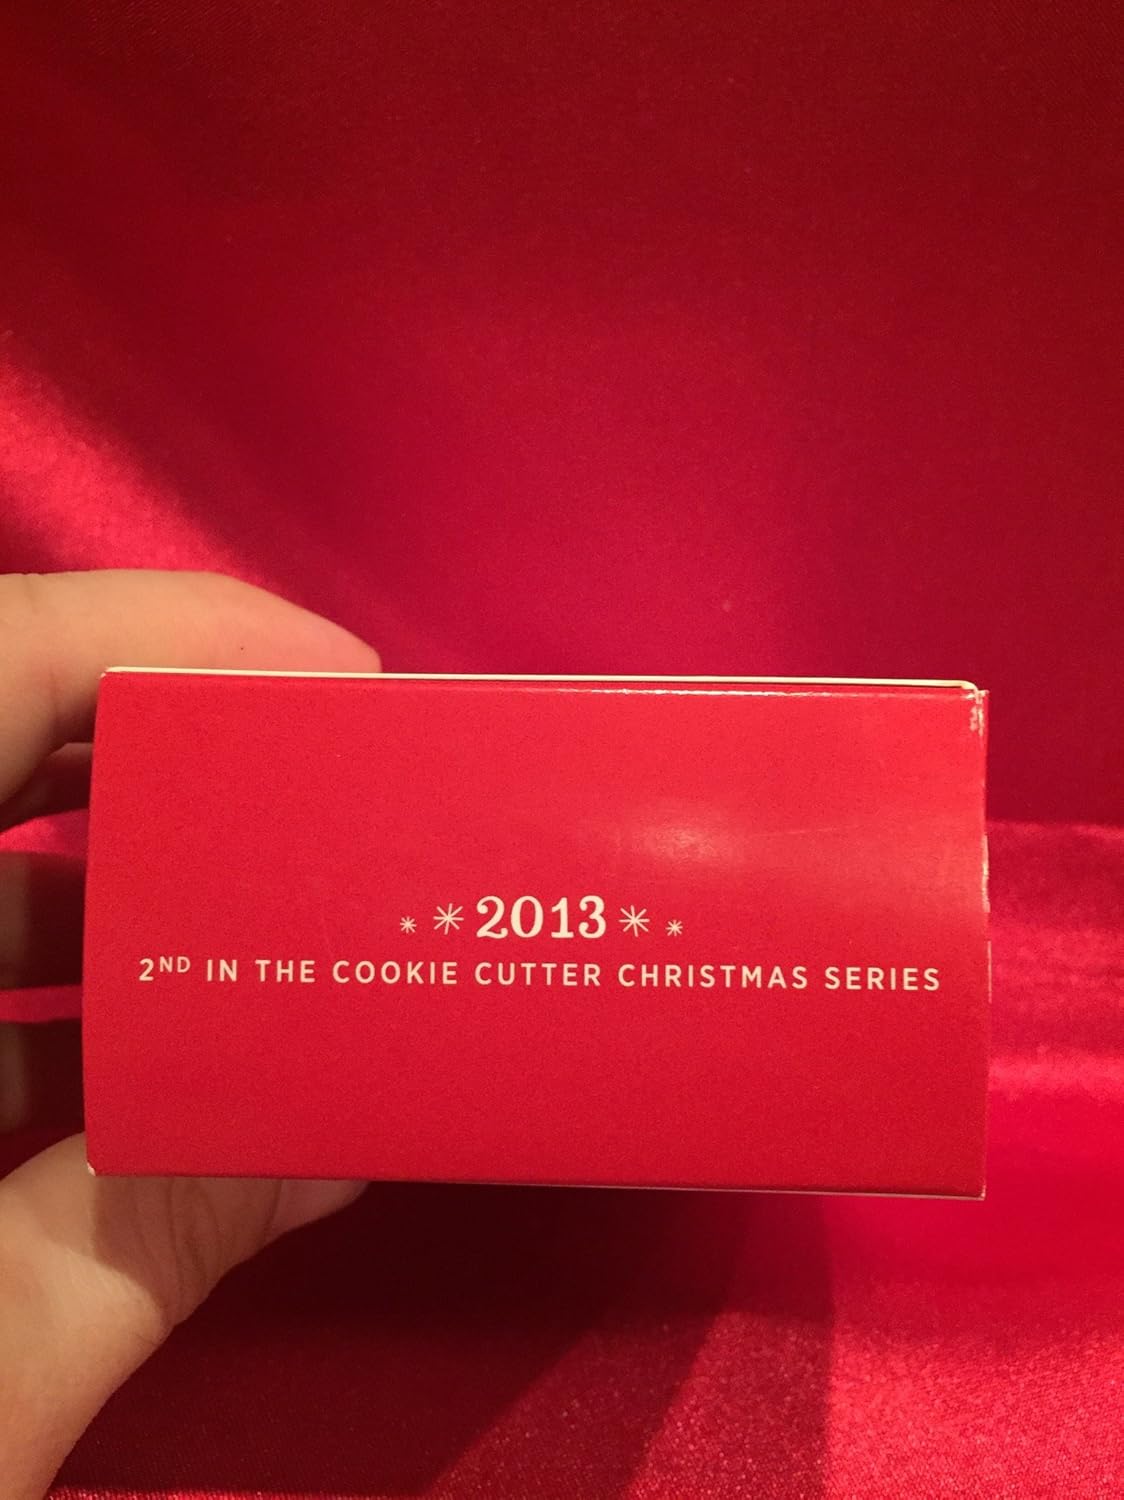 2013
2ND IN THE COOKIE CUTTER CHRISTMAS SERIES